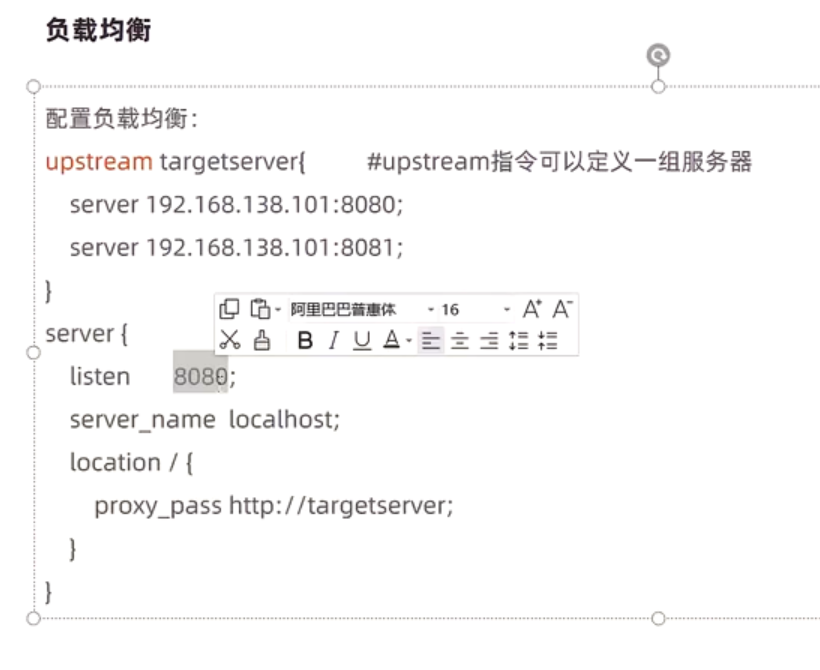 负载均衡
配置负载均衡：
upstream targetserver{ #upstream指令可以定义一组服务器
server 192.168.138.101:8080;
server 192.168.138.101:8081;
}
阿里巴巴普惠体 16 A+ A-
server {
B I U A
listen 8080;
server_name localhost;
location / {
proxy_pass http://targetserver;
}
}